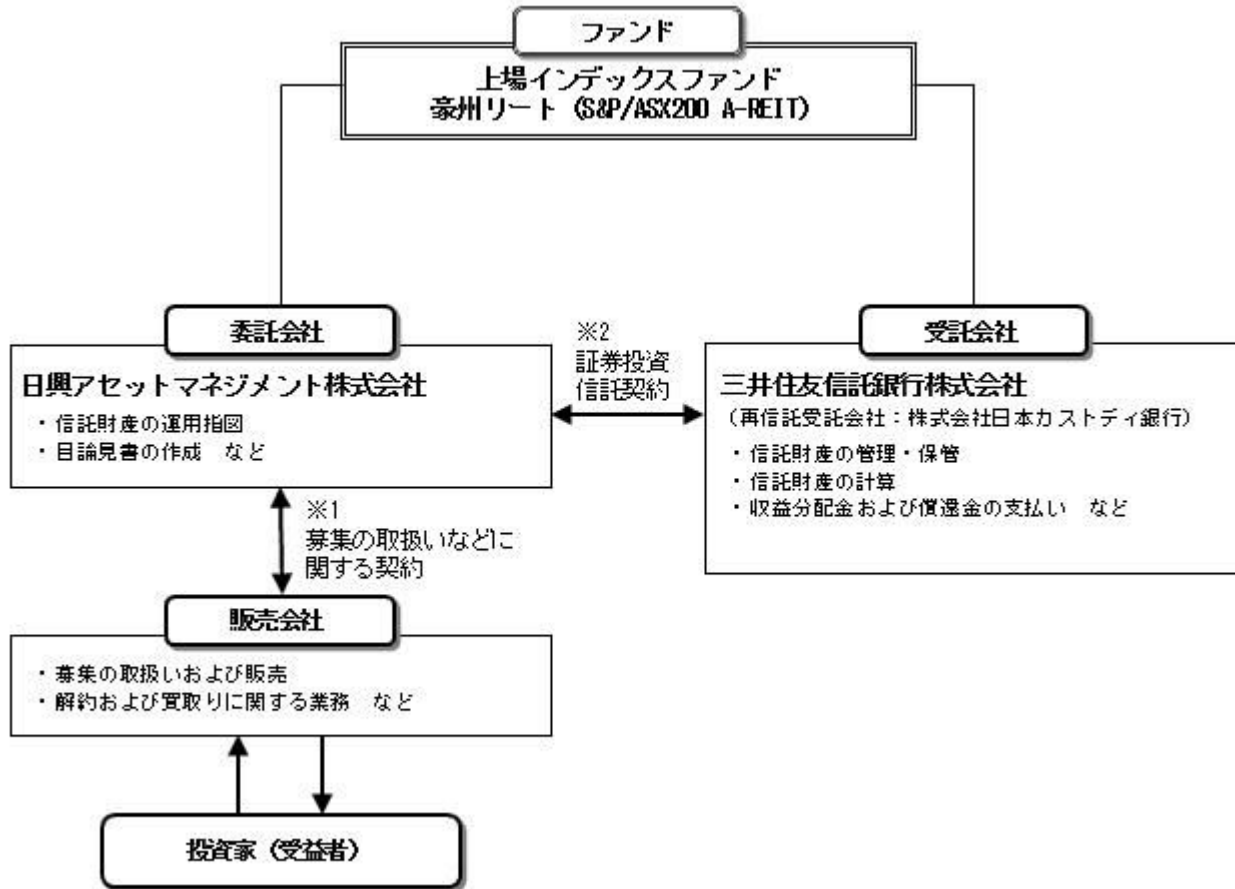 ファンド
上場インデックスファンド
豪州リート (S&P/ASX200 A-REIT)
委託会社
日興アセットマネジメント株式会社
・信託財産の運用指図
・目論見書の作成　など
※2
証券投資
信託契約
受託会社
三井住友信託銀行株式会社
（再信託受託会社：株式会社日本カストディ銀行）
・信託財産の管理・保管
・信託財産の計算
・収益分配金および償還金の支払い　など
※1
募集の取扱いなどに
関する契約
販売会社
・募集の取扱いおよび販売
・解約および買取りに関する業務　など
投資家（受益者）